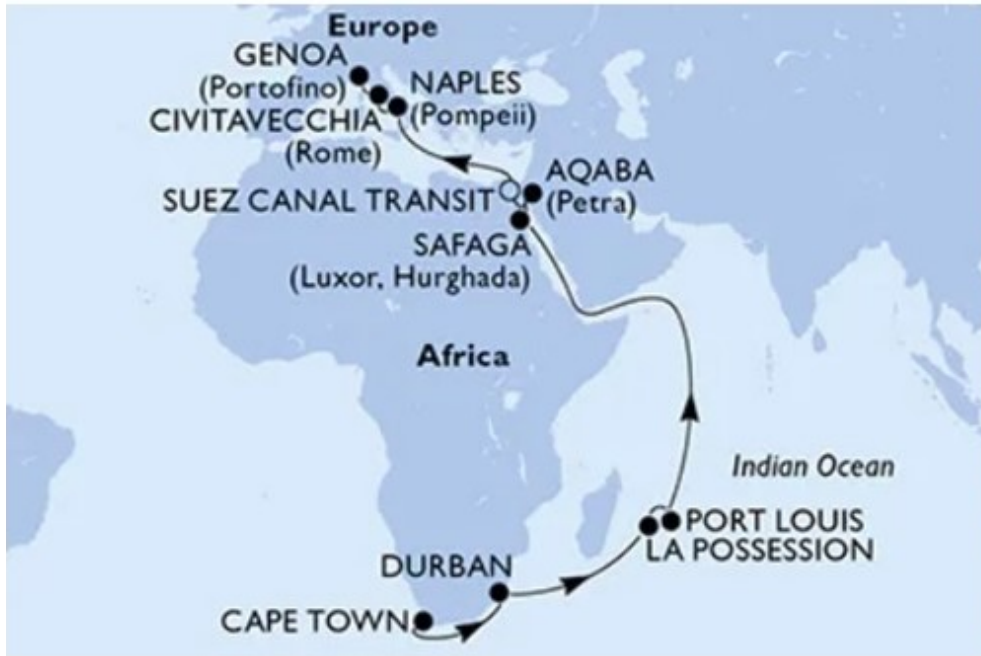 Europe
GENOA
(Portofino)
NAPLES
(Pompeii)
CIVITAVECCHIA
(Rome)
AQABA
(Petra)
SUEZ CANAL TRANSIT
SAFAGA
(Luxor, Hurghada)
Africa
Indian Ocean
PORT LOUIS
LA POSSESSION
DURBAN
CAPE TOWN